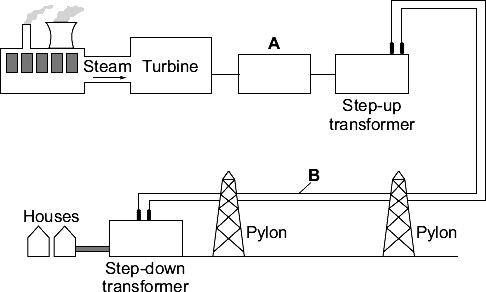 A
Steam
Turbine
Step-up
transformer
B
Houses
Pylon
Pylon
Step-down
transformer